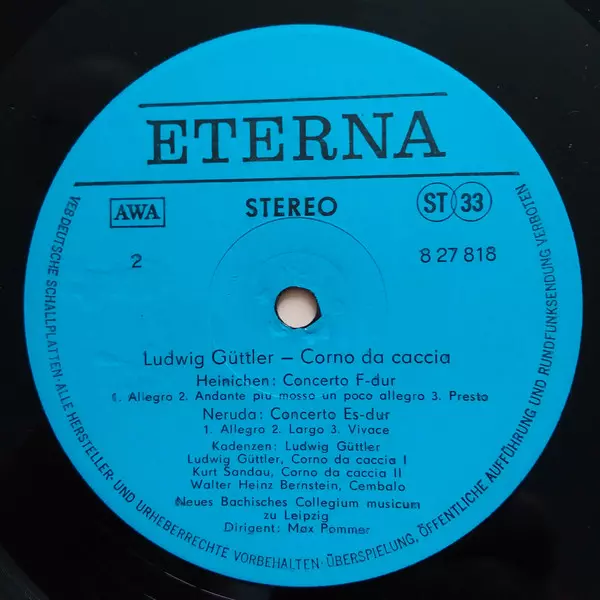 ETERNA
AWA
STEREO
ST 33
2
8 27 818
Ludwig Güttler – Corno da caccia
Heinichen: Concerto F-dur
1. Allegro 2. Andante piu mosso un poco allegro 3. Presto
Neruda: Concerto Es-dur
1. Allegro 2. Largo 3. Vivace
Kadenzen: Ludwig Güttler
Ludwig Güttler, Corno da caccia I
Kurt Sandau, Corno da caccia II
Walter Heinz Bernstein, Cembalo
Neues Bachisches Collegium musicum
zu Leipzig
Dirigent: Max Pommer
VEB DEUTSCHE SCHALLPLATTEN · ALLE HERSTELLER- UND URHEBERRECHTE VORBEHALTEN · ÜBERSPIELUNG, ÖFFENTLICHE AUFFÜHRUNG UND RUNDFUNKSENDUNG VERBOTEN